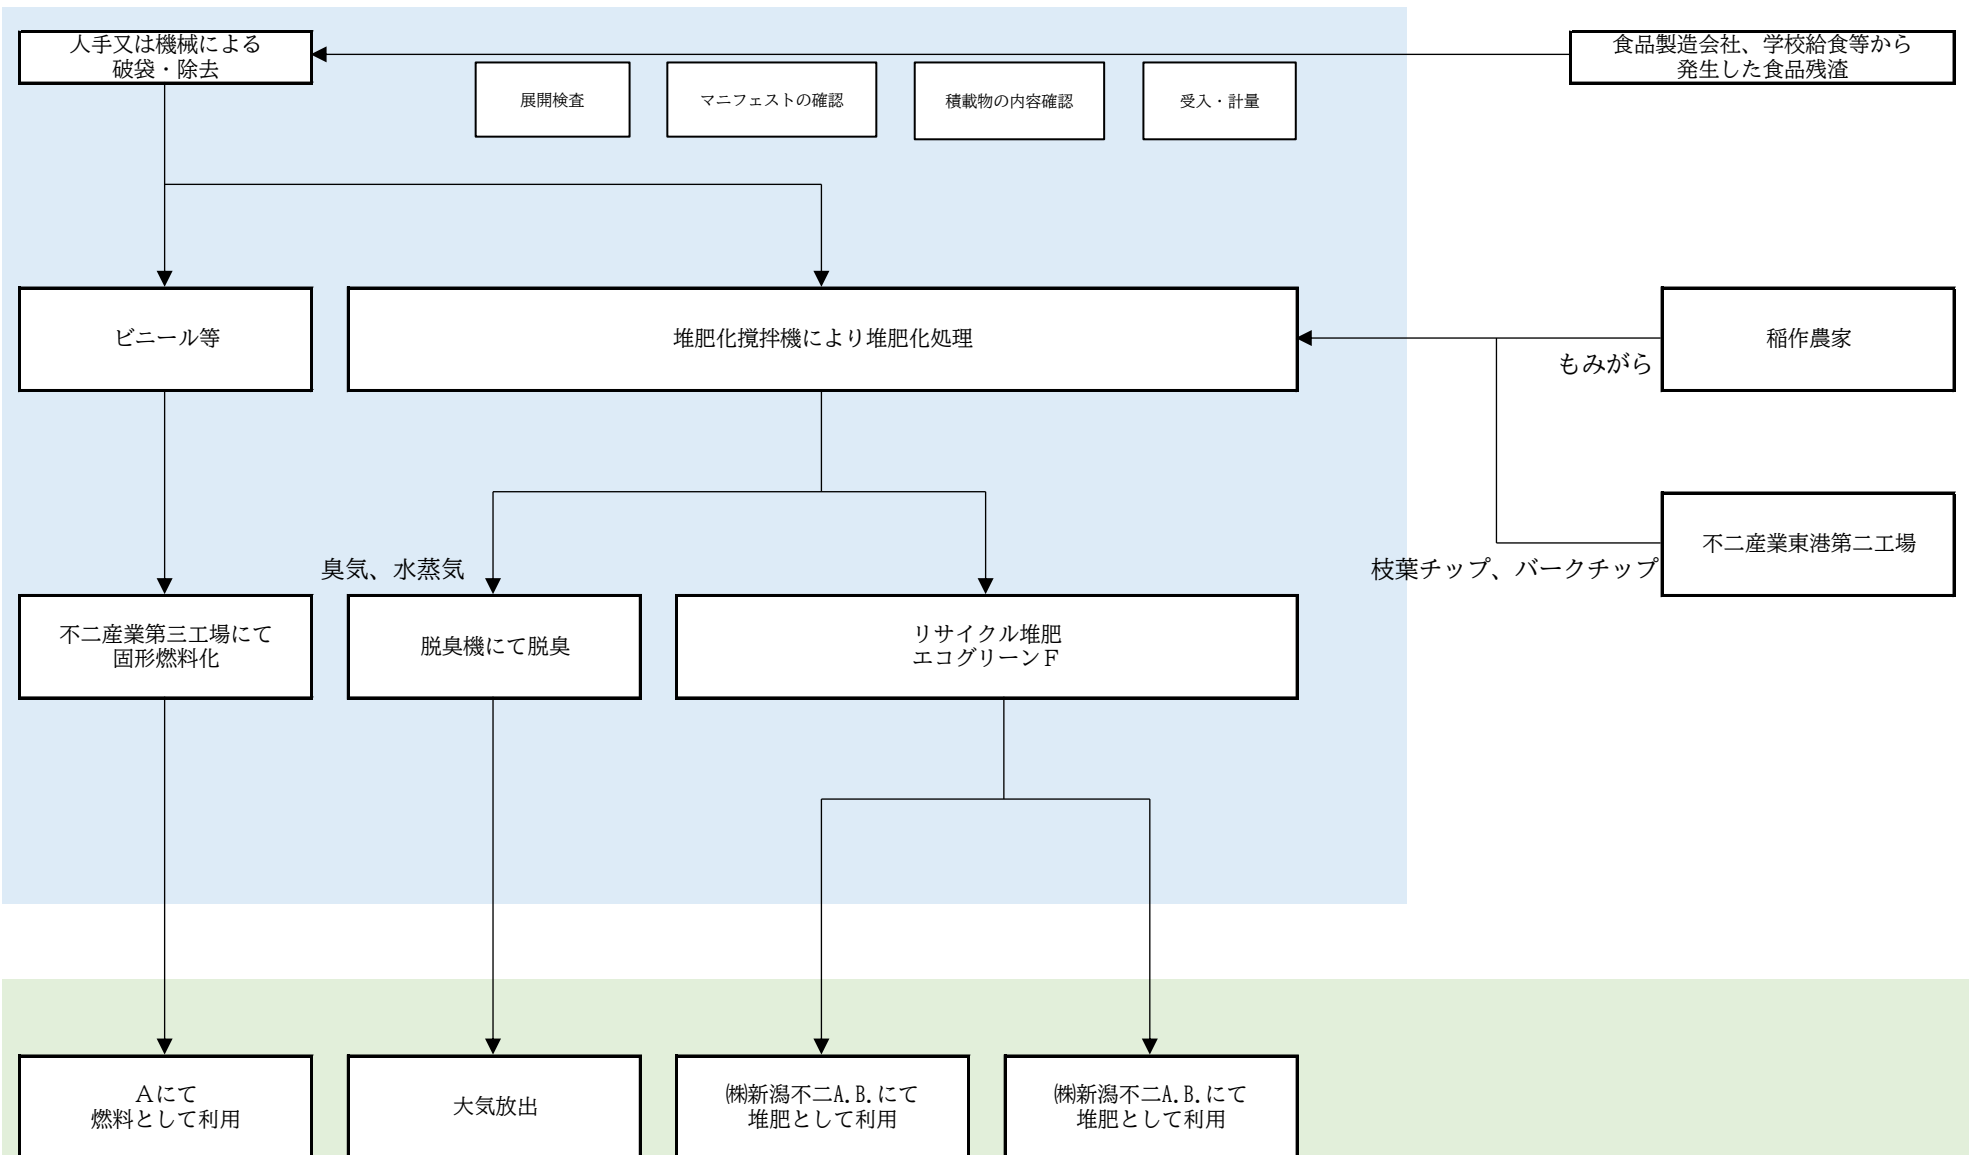 人手又は機械による
破袋・除去
食品製造会社、学校給食等から
発生した食品残渣
展開検査
マニフェストの確認
積載物の内容確認
受入・計量
ビニール等
堆肥化撹拌機により堆肥化処理
稲作農家
もみがら
不二産業東港第二工場
枝葉チップ、バークチップ
臭気、水蒸気
不二産業第三工場にて
固形燃料化
脱臭機にて脱臭
リサイクル堆肥
エコグリーンＦ
Ａにて
燃料として利用
大気放出
㈱新潟不二A.B.にて
堆肥として利用
㈱新潟不二A.B.にて
堆肥として利用